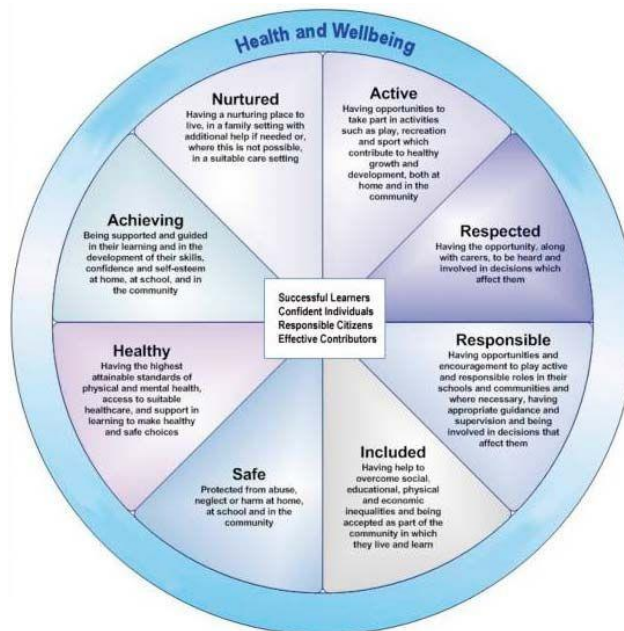 Health and Wellbeing
Nurtured
Having a nurturing place to
live, in a family setting with
additional help if needed or,
where this is not possible,
in a suitable care setting
Active
Having opportunities to
take part in activities
such as play, recreation
and sport which
contribute to healthy
growth and
development, both at
home and in the
community
Achieving
Being supported and guided
in their learning and in the
development of their skills,
confidence and self-esteem
at home, at school, and in
the community
Respected
Having the opportunity, along
with carers, to be heard and
involved in decisions which
affect them
Successful Learners
Confident Individuals
Responsible Citizens
Effective Contributors
Healthy
Having the highest
attainable standards of
physical and mental health,
access to suitable
healthcare, and support in
learning to make healthy
and safe choices
Responsible
Having opportunities and
encouragement to play active
and responsible roles in their
schools and communities and
where necessary, having
appropriate guidance and
supervision and being
involved in decisions that
affect them
Safe
Protected from abuse,
neglect or harm at home,
at school and in the
community
Included
Having help to
overcome social,
educational, physical
and economic
inequalities and being
accepted as part of the
community in which
they live and learn